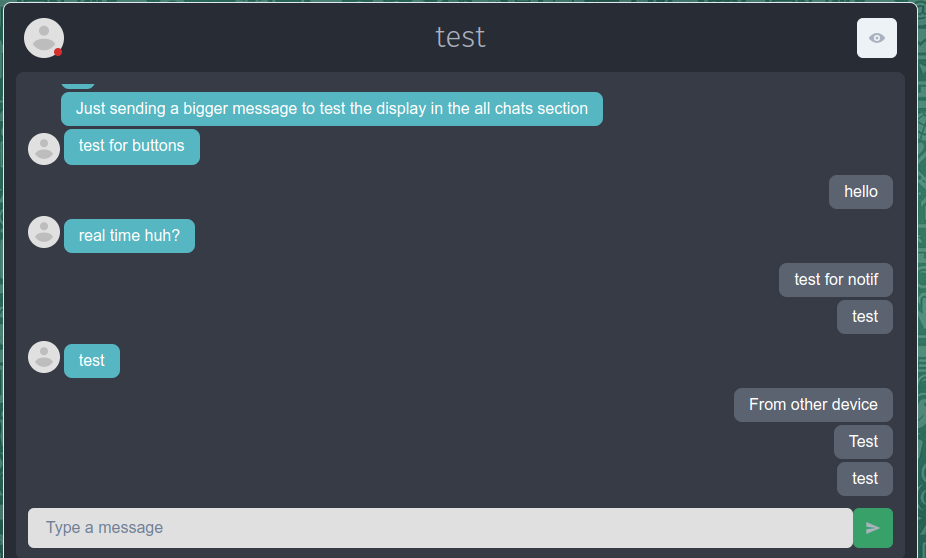 test
Just sending a bigger message to test the display in the all chats section
test for buttons
hello
real time huh?
test for notif
test
test
From other device
Test
test
Type a message